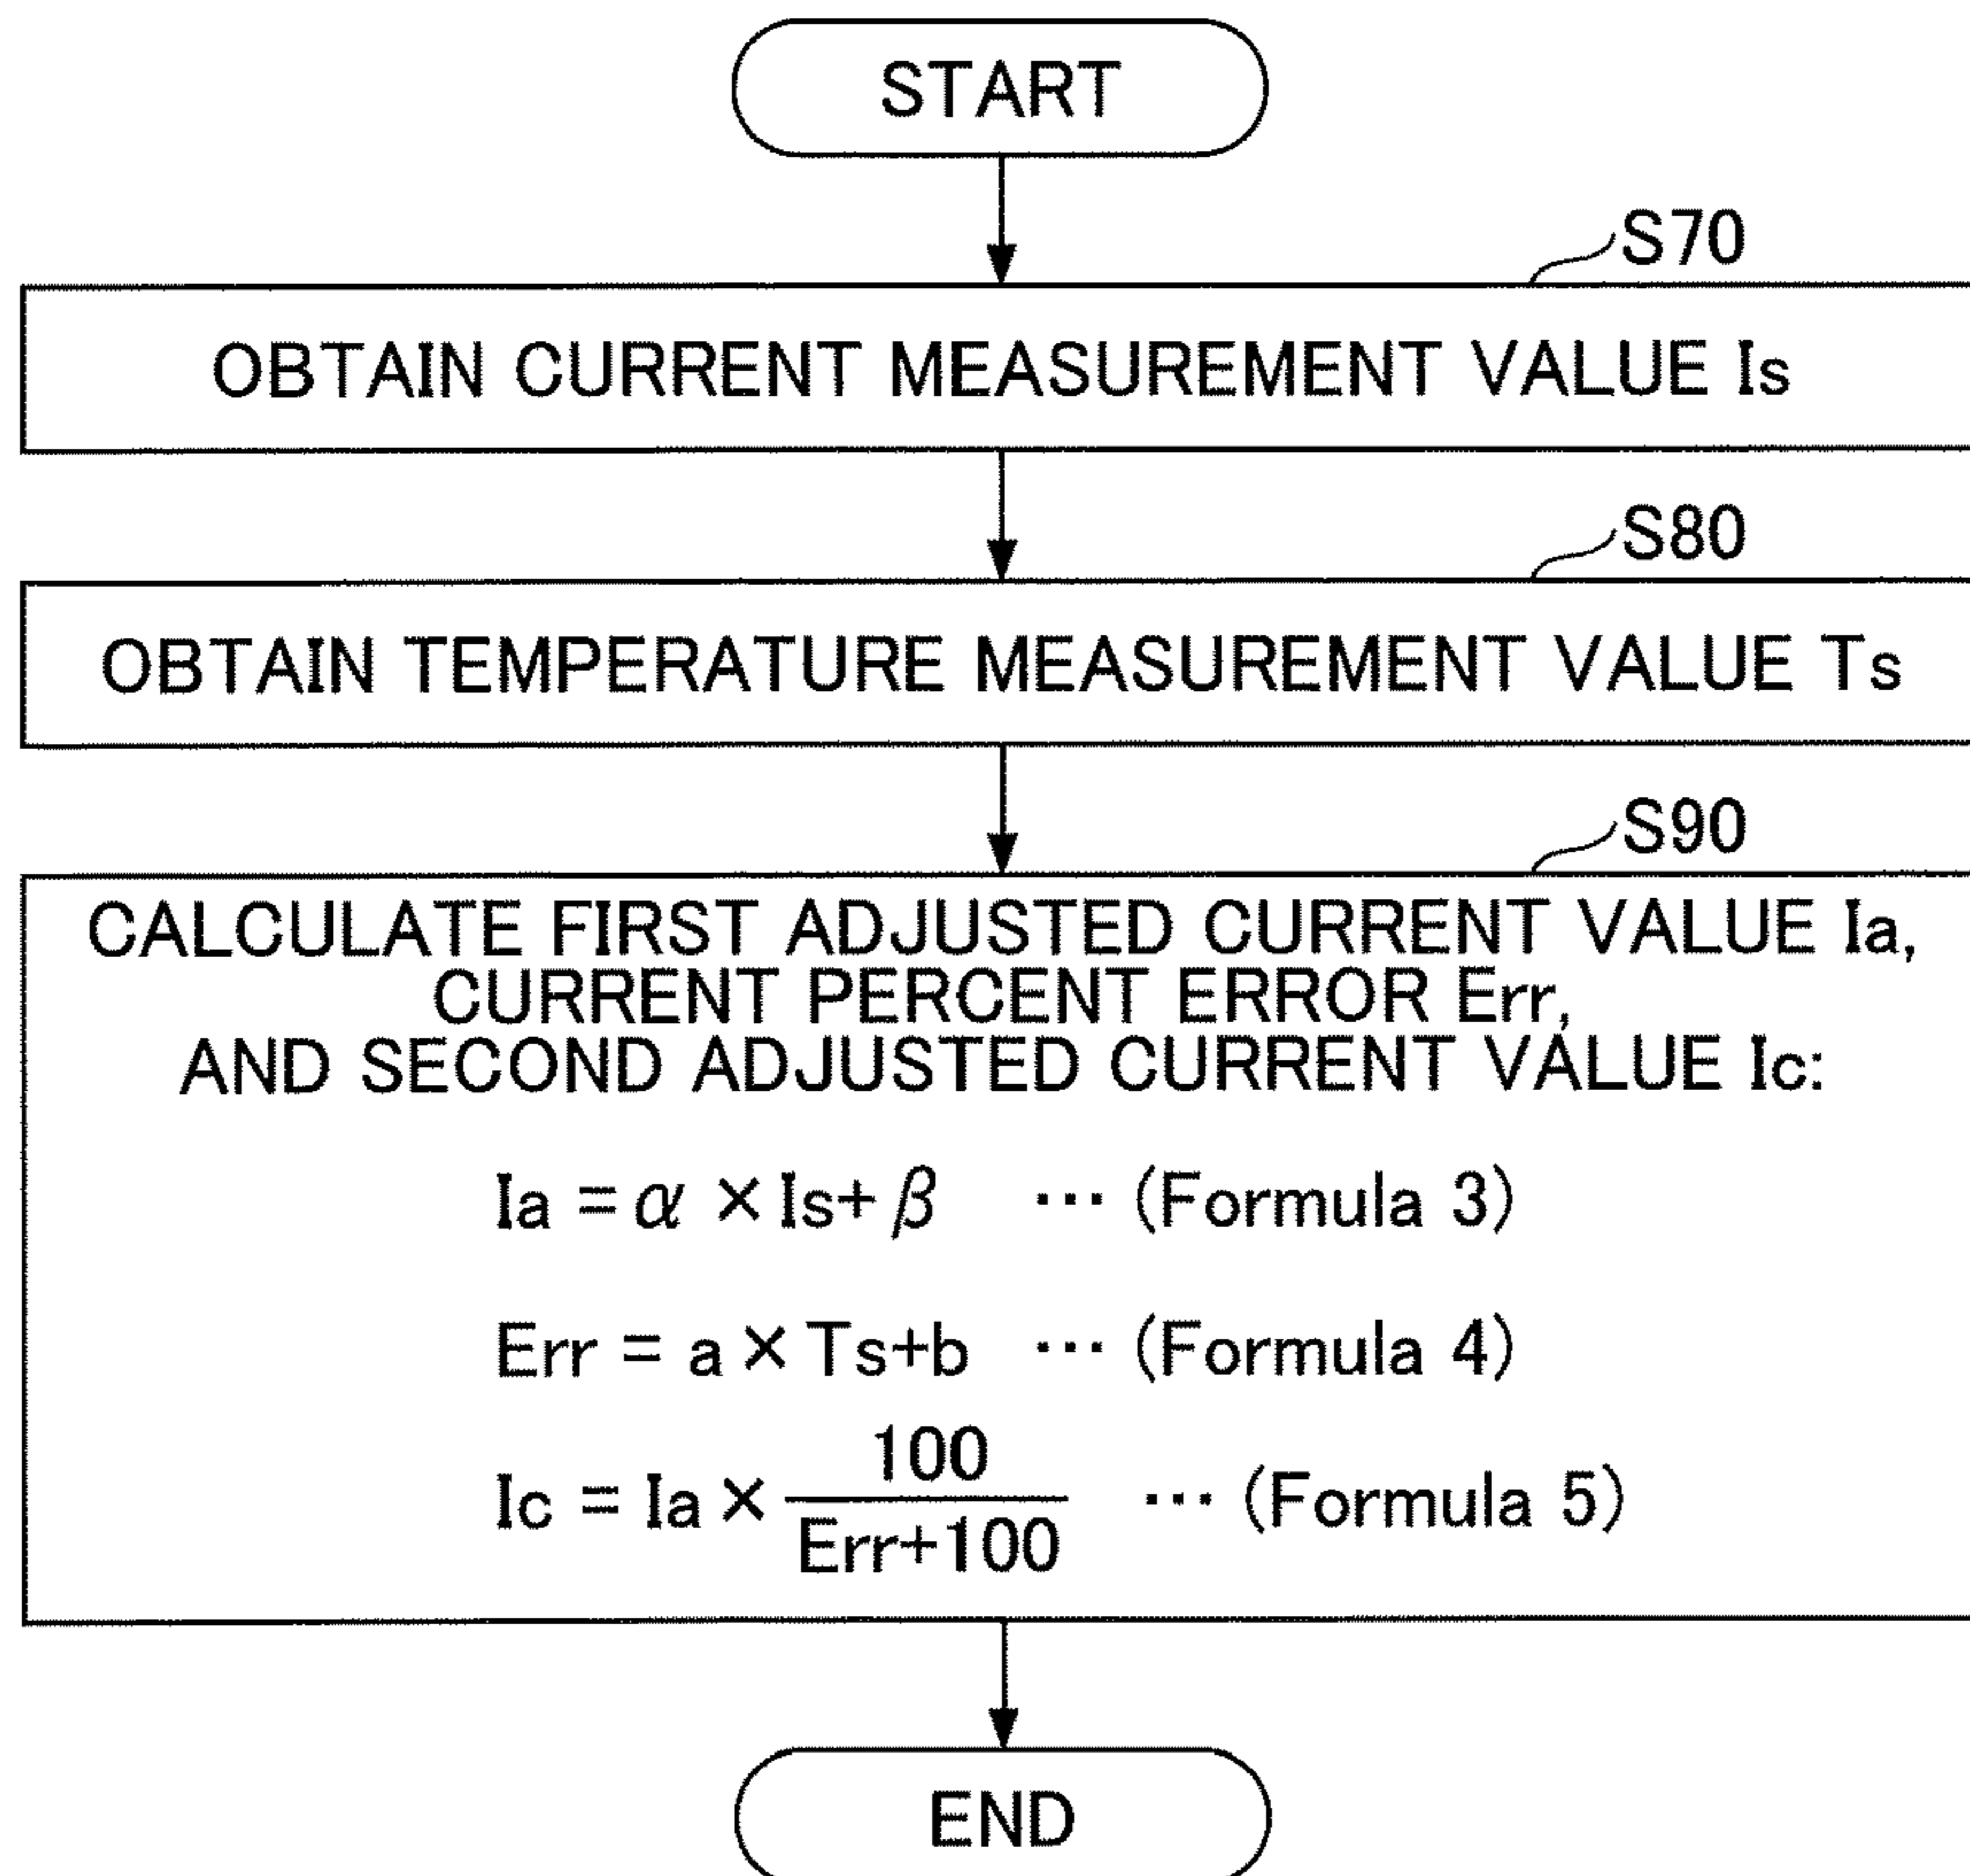 START
S70
OBTAIN CURRENT MEASUREMENT VALUE Is
S80
OBTAIN TEMPERATURE MEASUREMENT VALUE Ts
S90
CALCULATE FIRST ADJUSTED CURRENT VALUE Ia,
CURRENT PERCENT ERROR Err,
AND SECOND ADJUSTED CURRENT VALUE Ic:
Ia = α × Is+ β ··· (Formula 3)
Err = a × Ts+b ··· (Formula 4)
Ic = Ia × 100/(Err+100) ··· (Formula 5)
END